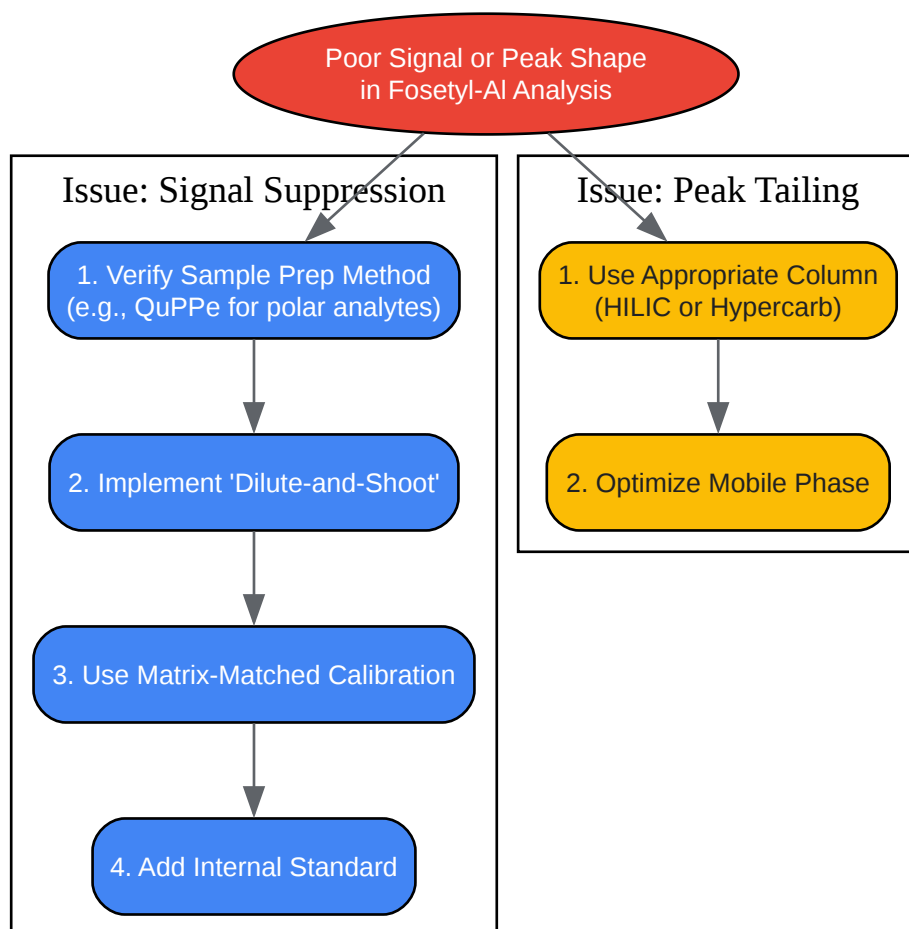 Poor Signal or Peak Shape
in Fosetyl-Al Analysis
Issue: Signal Suppression
1. Verify Sample Prep Method
(e.g., QuPPe for polar analytes)
2. Implement 'Dilute-and-Shoot'
3. Use Matrix-Matched Calibration
4. Add Internal Standard
Issue: Peak Tailing
1. Use Appropriate Column
(HILIC or Hypercarb)
2. Optimize Mobile Phase